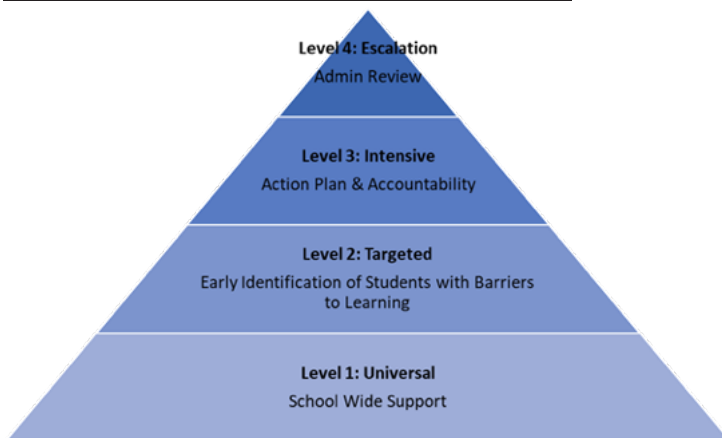 Level 4: Escalation
Admin Review
Level 3: Intensive
Action Plan & Accountability
Level 2: Targeted
Early Identification of Students with Barriers
to Learning
Level 1: Universal
School Wide Support